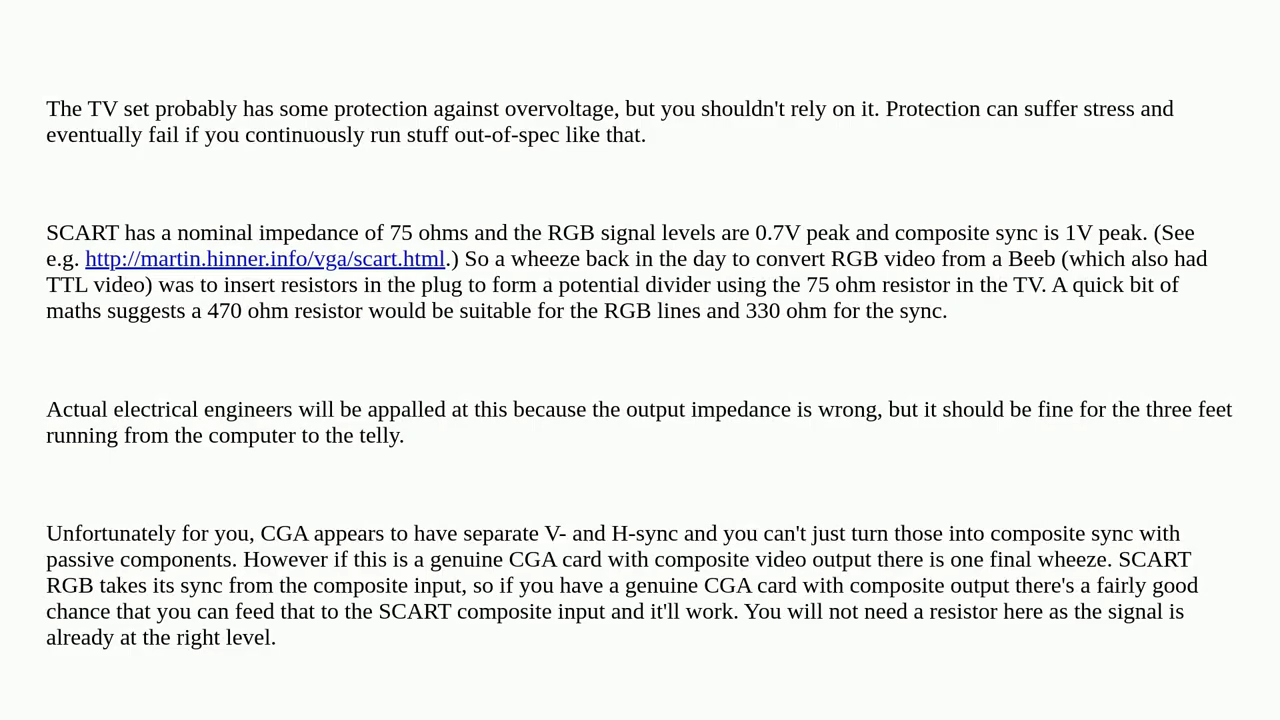 The TV set probably has some protection against overvoltage, but you shouldn't rely on it. Protection can suffer stress and
eventually fail if you continuously run stuff out-of-spec like that.
SCART has a nominal impedance of 75 ohms and the RGB signal levels are 0.7V peak and composite sync is 1V peak. (See
e.g. http://martin.hinner.info/vga/scart.html.) So a wheeze back in the day to convert RGB video from a Beeb (which also had
TTL video) was to insert resistors in the plug to form a potential divider using the 75 ohm resistor in the TV. A quick bit of
maths suggests a 470 ohm resistor would be suitable for the RGB lines and 330 ohm for the sync.
Actual electrical engineers will be appalled at this because the output impedance is wrong, but it should be fine for the three feet
running from the computer to the telly.
Unfortunately for you, CGA appears to have separate V- and H-sync and you can't just turn those into composite sync with
passive components. However if this is a genuine CGA card with composite video output there is one final wheeze. SCART
RGB takes its sync from the composite input, so if you have a genuine CGA card with composite output there's a fairly good
chance that you can feed that to the SCART composite input and it'll work. You will not need a resistor here as the signal is
already at the right level.